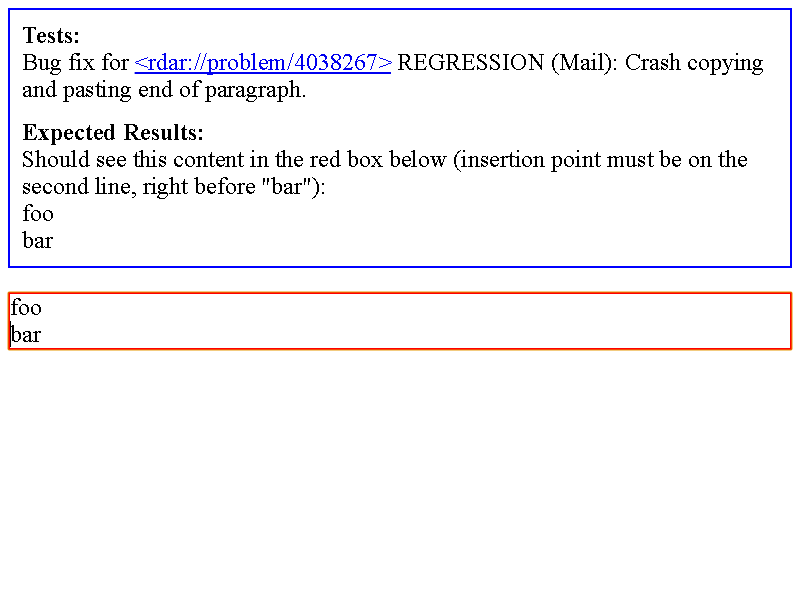 Tests:
Bug fix for <rdar://problem/4038267> REGRESSION (Mail): Crash copying
and pasting end of paragraph.
Expected Results:
Should see this content in the red box below (insertion point must be on the
second line, right before "bar"):
foo
bar
foo
bar